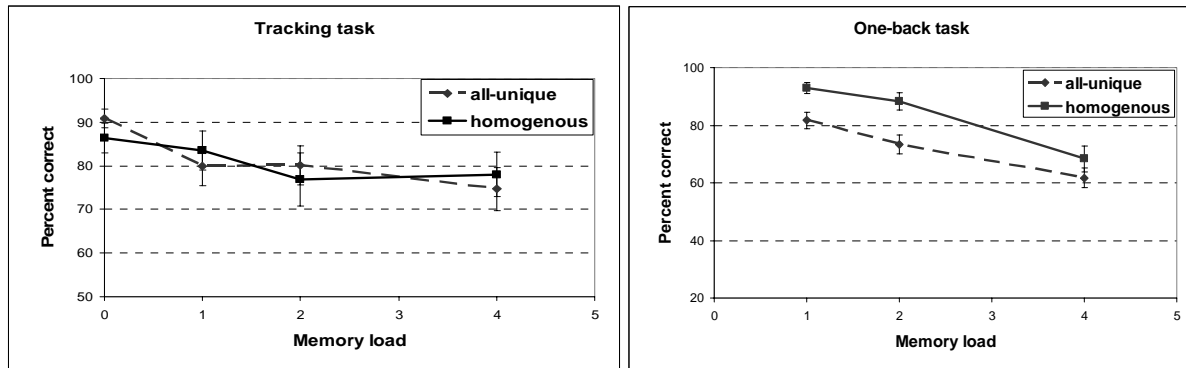 Tracking task
Percent correct
100
90
80
70
60
50
0 1 2 3 4 5
Memory load
all-unique
homogenous
One-back task
Percent correct
100
80
60
40
20
0 1 2 3 4 5
Memory load
all-unique
homogenous